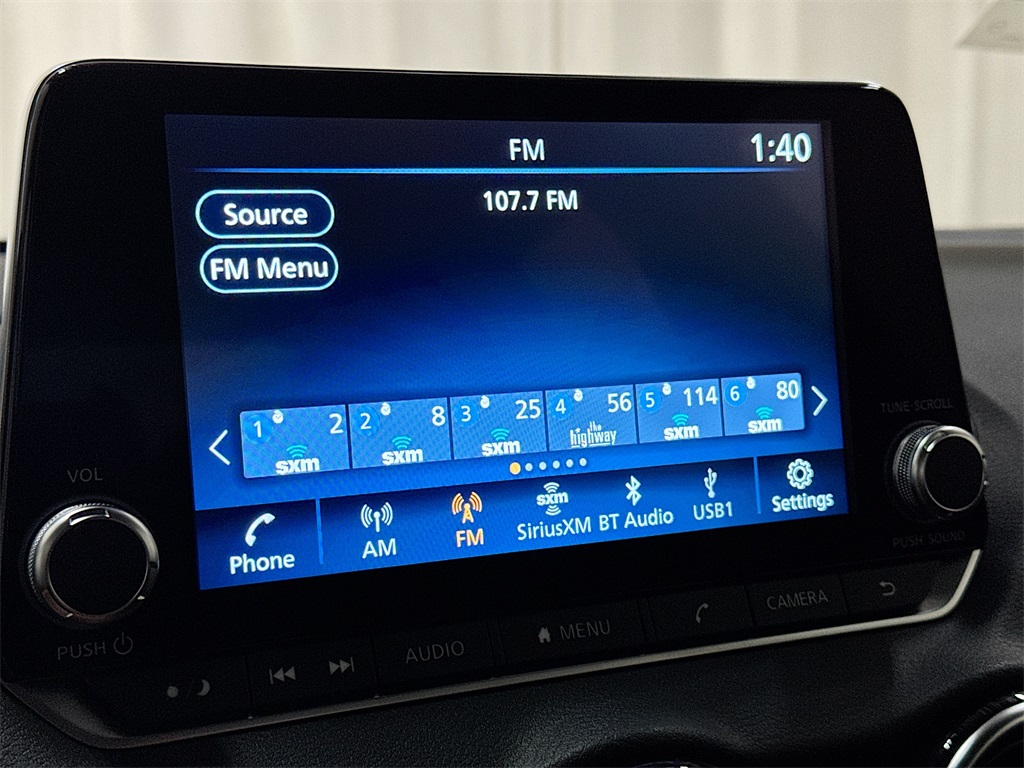 FM
1:40
Source
107.7 FM
FM Menu
1 2
sxm
2 8
sxm
3 25
sxm
4 56
the highway
5 114
sxm
6 80
sxm
Phone
AM
FM
sxm
SiriusXM
BT Audio
USB1
Settings
VOL
PUSH
TUNE·SCROLL
PUSH SOUND
AUDIO
MENU
CAMERA